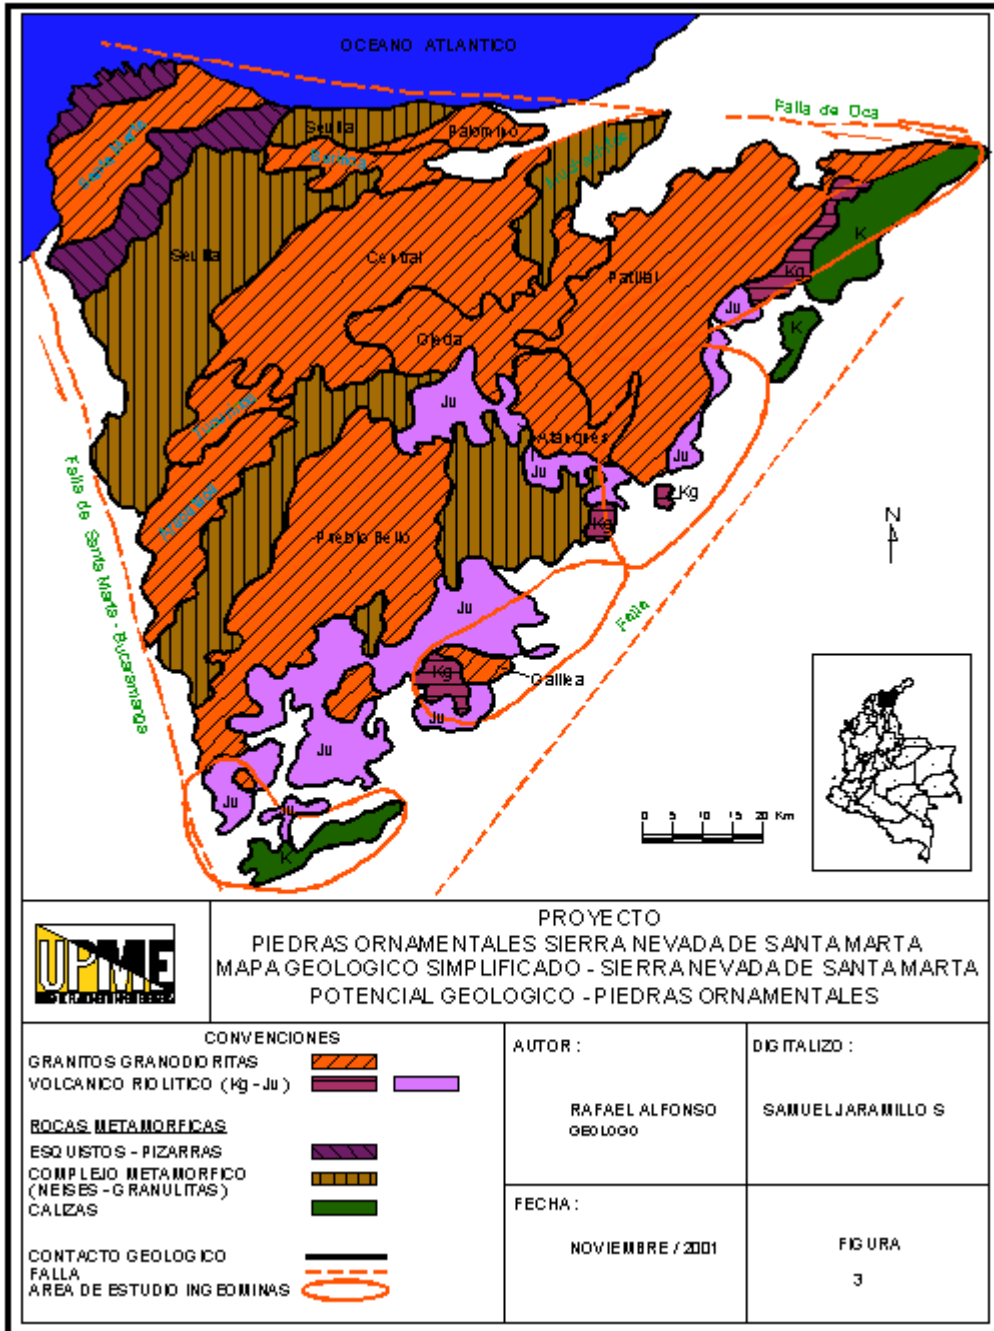 OCEANO ATLANTICO
Falla de Oca
Santa Marta
Sevilla
Buritica
Palomino
Muchachitos
Sevilla
Central
Patillal
K
Kg
Ju
K
Ojeda
Ju
Tucurinca
Atanques
Ju
Ju
Kg
Kg
Aracataca
Pueblo Bello
Falla de Santa Marta - Bucaramanga
N
Falla
Ju
Kg
Galilea
Ju
Ju
Ju
Ju
K
0 5 10 15 20 Km
UPME
PROYECTO
PIEDRAS ORNAMENTALES SIERRA NEVADA DE SANTA MARTA
MAPA GEOLOGICO SIMPLIFICADO - SIERRA NEVADA DE SANTA MARTA
POTENCIAL GEOLOGICO - PIEDRAS ORNAMENTALES
CONVENCIONES
GRANITOS GRANODIORITAS
VOLCANICO RIOLITICO (Kg - Ju)
ROCAS METAMORFICAS
ESQUISTOS - PIZARRAS
COMPLEJO METAMORFICO
(NEISES - GRANULITAS)
CALIZAS
CONTACTO GEOLOGICO
FALLA
AREA DE ESTUDIO INGEOMINAS
AUTOR :
RAFAEL ALFONSO
GEOLOGO
DIGITALIZO :
SAMUEL JARAMILLO S
FECHA :
NOVIEMBRE / 2001
FIGURA
3